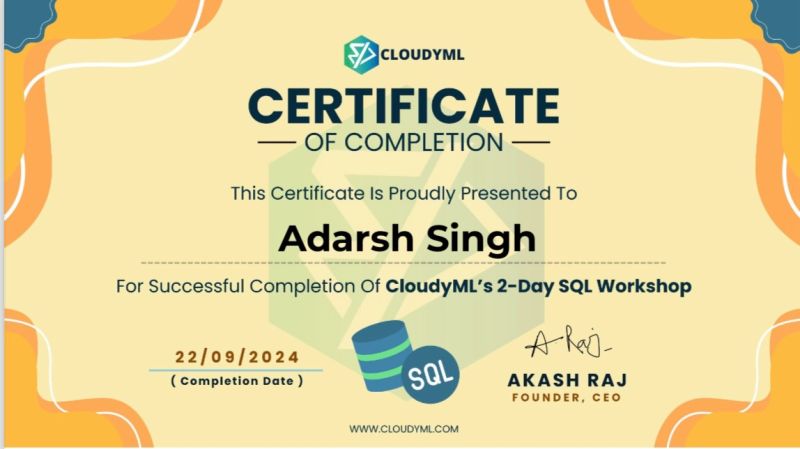 CLOUDYML
CERTIFICATE
OF COMPLETION
This Certificate Is Proudly Presented To
Adarsh Singh
For Successful Completion Of CloudyML’s 2-Day SQL Workshop
22/09/2024
( Completion Date )
SQL
A Raj
AKASH RAJ
FOUNDER, CEO
WWW.CLOUDYML.COM